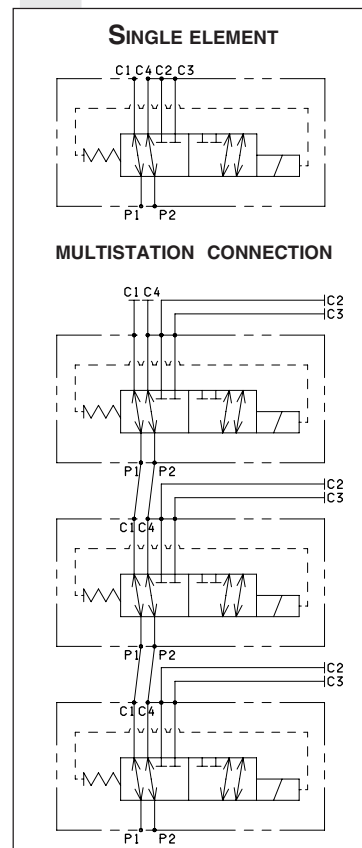 SINGLE ELEMENT
C1 C4 C2 C3
P1 P2
MULTISTATION CONNECTION
C1 C4
C2
C3
P1 P2
C2
C3
C1 C4
P1 P2
C2
C3
C1 C4
P1 P2